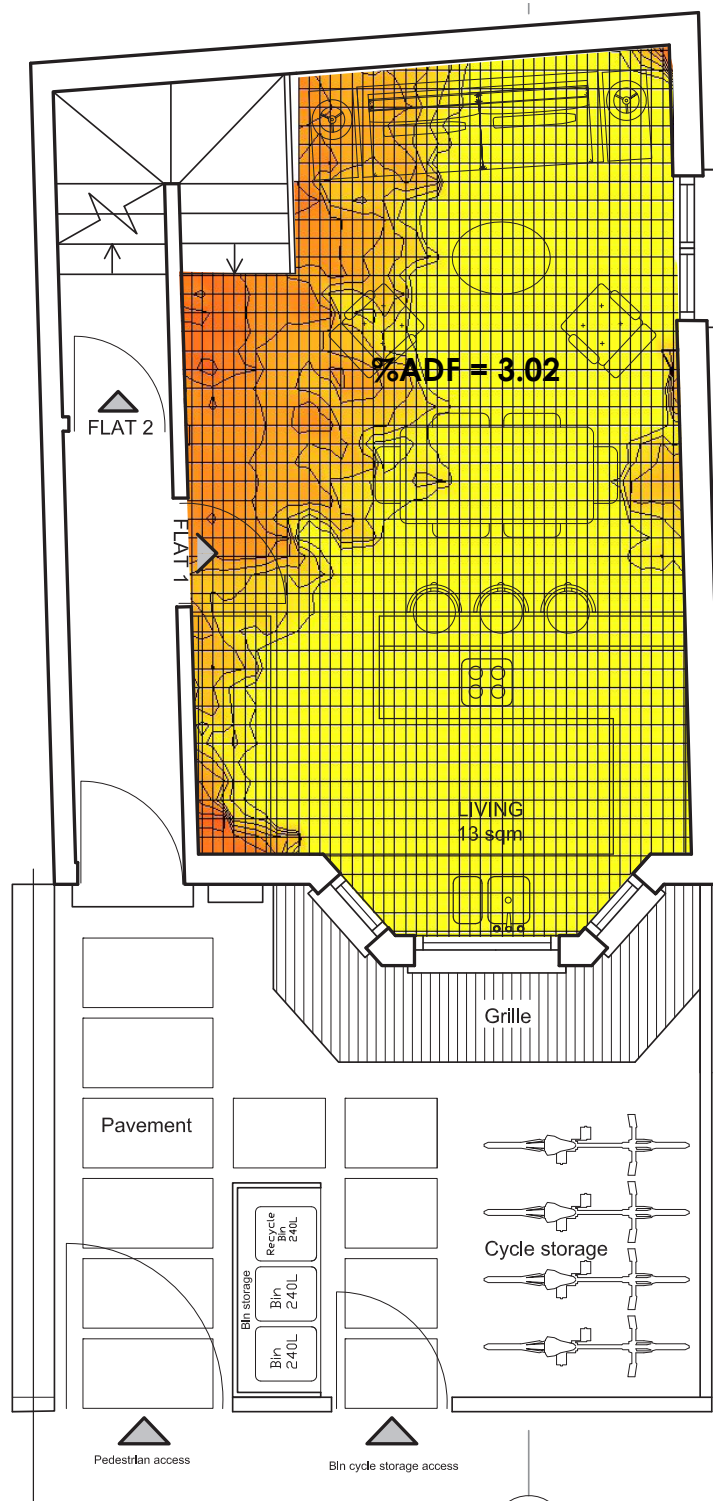 %ADF = 3.02
FLAT 2
FLAT 1
LIVING
13 sqm
Grille
Pavement
Recycle
Bin
240L
Bin storage
Bin
240L
Bin
240L
Cycle storage
Pedestrian access
Bin cycle storage access